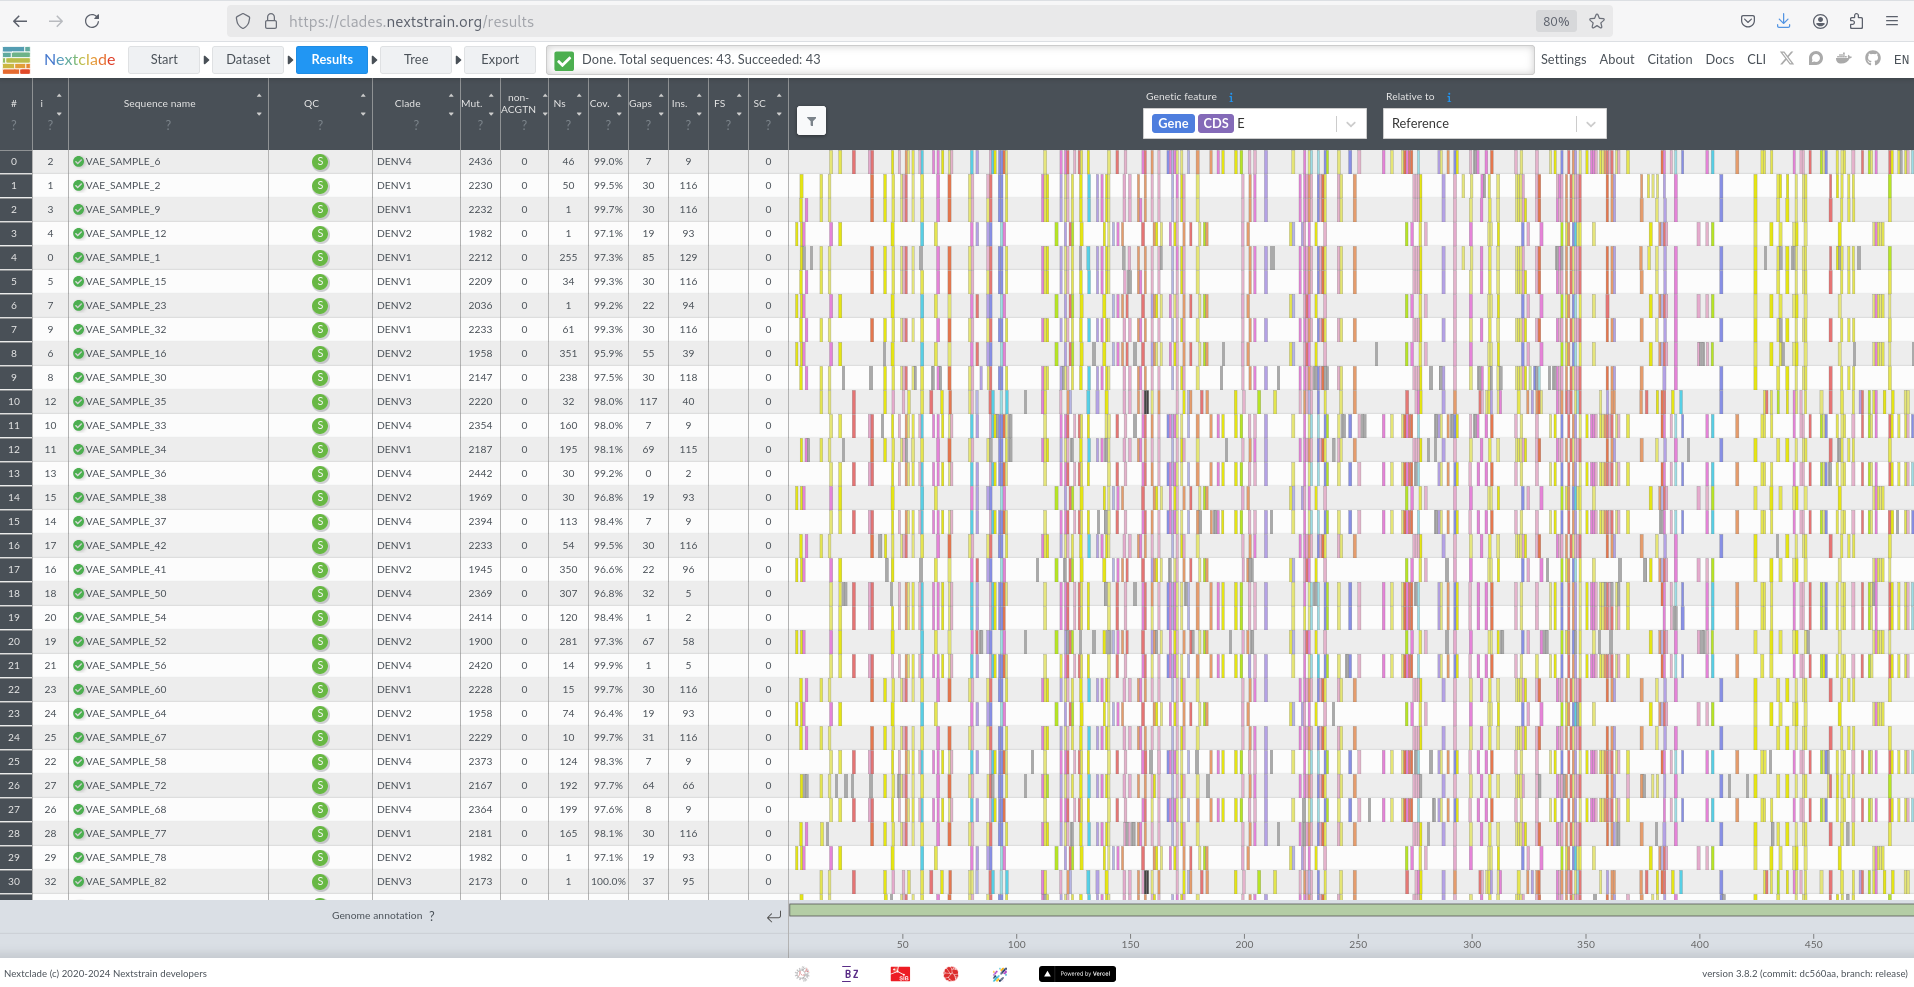 https://clades.nextstrain.org/results 80%
Nextclade Start Dataset Results Tree Export Done. Total sequences: 43. Succeeded: 43 Settings About Citation Docs CLI EN
# i Sequence name QC Clade Mut. non-ACGTN Ns Cov. Gaps Ins. FS SC Genetic feature Relative to
? ? ? ? ? ? ? ? ? ? ? ? ? Gene CDS E Reference
0 2 VAE_SAMPLE_6 S DENV4 2436 0 46 99.0% 7 9 0
1 1 VAE_SAMPLE_2 S DENV1 2230 0 50 99.5% 30 116 0
2 3 VAE_SAMPLE_9 S DENV1 2232 0 1 99.7% 30 116 0
3 4 VAE_SAMPLE_12 S DENV2 1982 0 1 97.1% 19 93 0
4 0 VAE_SAMPLE_1 S DENV1 2212 0 255 97.3% 85 129 0
5 5 VAE_SAMPLE_15 S DENV1 2209 0 34 99.3% 30 116 0
6 7 VAE_SAMPLE_23 S DENV2 2036 0 1 99.2% 22 94 0
7 9 VAE_SAMPLE_32 S DENV1 2233 0 61 99.3% 30 116 0
8 6 VAE_SAMPLE_16 S DENV2 1958 0 351 95.9% 55 39 0
9 8 VAE_SAMPLE_30 S DENV1 2147 0 238 97.5% 30 118 0
10 12 VAE_SAMPLE_35 S DENV3 2220 0 32 98.0% 117 40 0
11 10 VAE_SAMPLE_33 S DENV4 2354 0 160 98.0% 7 9 0
12 11 VAE_SAMPLE_34 S DENV1 2187 0 195 98.1% 69 115 0
13 13 VAE_SAMPLE_36 S DENV4 2442 0 30 99.2% 0 2 0
14 15 VAE_SAMPLE_38 S DENV2 1969 0 30 96.8% 19 93 0
15 14 VAE_SAMPLE_37 S DENV4 2394 0 113 98.4% 7 9 0
16 17 VAE_SAMPLE_42 S DENV1 2233 0 54 99.5% 30 116 0
17 16 VAE_SAMPLE_41 S DENV2 1945 0 350 96.6% 22 96 0
18 18 VAE_SAMPLE_50 S DENV4 2369 0 307 96.8% 32 5 0
19 20 VAE_SAMPLE_54 S DENV4 2414 0 120 98.4% 1 2 0
20 19 VAE_SAMPLE_52 S DENV2 1900 0 281 97.3% 67 58 0
21 21 VAE_SAMPLE_56 S DENV4 2420 0 14 99.9% 1 5 0
22 23 VAE_SAMPLE_60 S DENV1 2228 0 15 99.7% 30 116 0
23 24 VAE_SAMPLE_64 S DENV2 1958 0 74 96.4% 19 93 0
24 25 VAE_SAMPLE_67 S DENV1 2229 0 10 99.7% 31 116 0
25 22 VAE_SAMPLE_58 S DENV4 2373 0 124 98.3% 7 9 0
26 27 VAE_SAMPLE_72 S DENV1 2167 0 192 97.7% 64 66 0
27 26 VAE_SAMPLE_68 S DENV4 2364 0 199 97.6% 8 9 0
28 28 VAE_SAMPLE_77 S DENV1 2181 0 165 98.1% 30 116 0
29 29 VAE_SAMPLE_78 S DENV2 1982 0 1 97.1% 19 93 0
30 32 VAE_SAMPLE_82 S DENV3 2173 0 1 100.0% 37 95 0
Genome annotation ?
50 100 150 200 250 300 350 400 450
Nextclade (c) 2020-2024 Nextstrain developers BZ SIB Powered by Vercel version 3.8.2 (commit: dc560aa, branch: release)